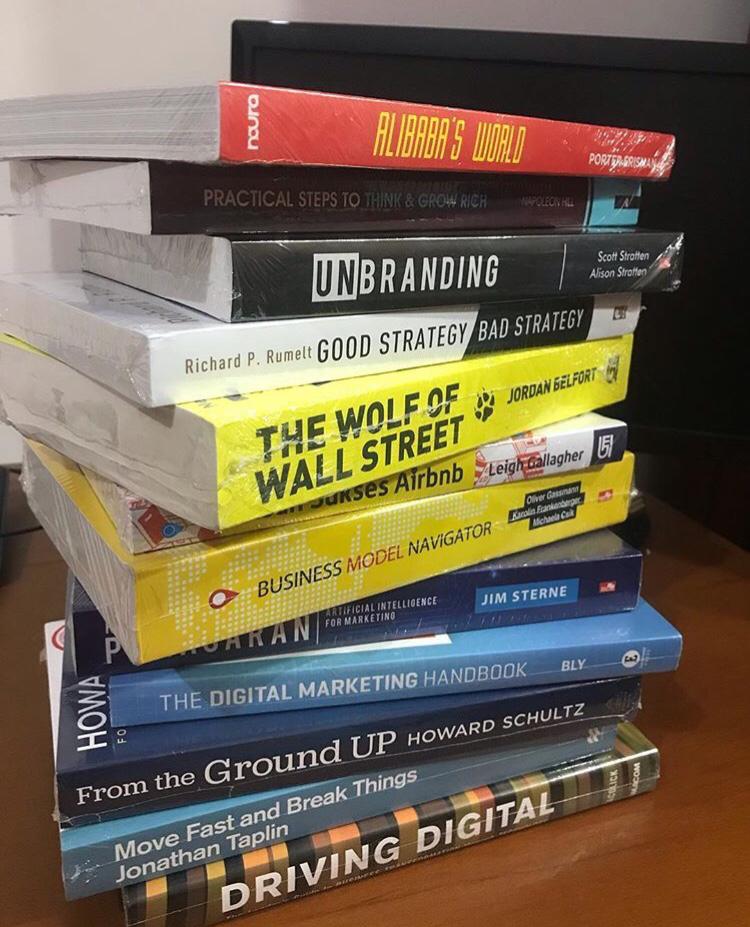 noura ALIBABA'S WORLD PORTER ERISMAN
PRACTICAL STEPS TO THINK & GROW RICH NAPOLEON HILL
UNBRANDING
Scott Stratten
Alison Stratten
Richard P. Rumelt GOOD STRATEGY BAD STRATEGY
THE WOLF OF
WALL STREET
JORDAN BELFORT
Sukses Airbnb
Leigh Gallagher
BUSINESS MODEL NAVIGATOR
Oliver Gassmann
Karolin Frankenberger
Michaela Csik
ARTIFICIAL INTELLIGENCE
FOR MARKETING
JIM STERNE
THE DIGITAL MARKETING HANDBOOK BLY
HOWA
FO
From the Ground UP HOWARD SCHULTZ
Move Fast and Break Things
Jonathan Taplin
DRIVING DIGITAL